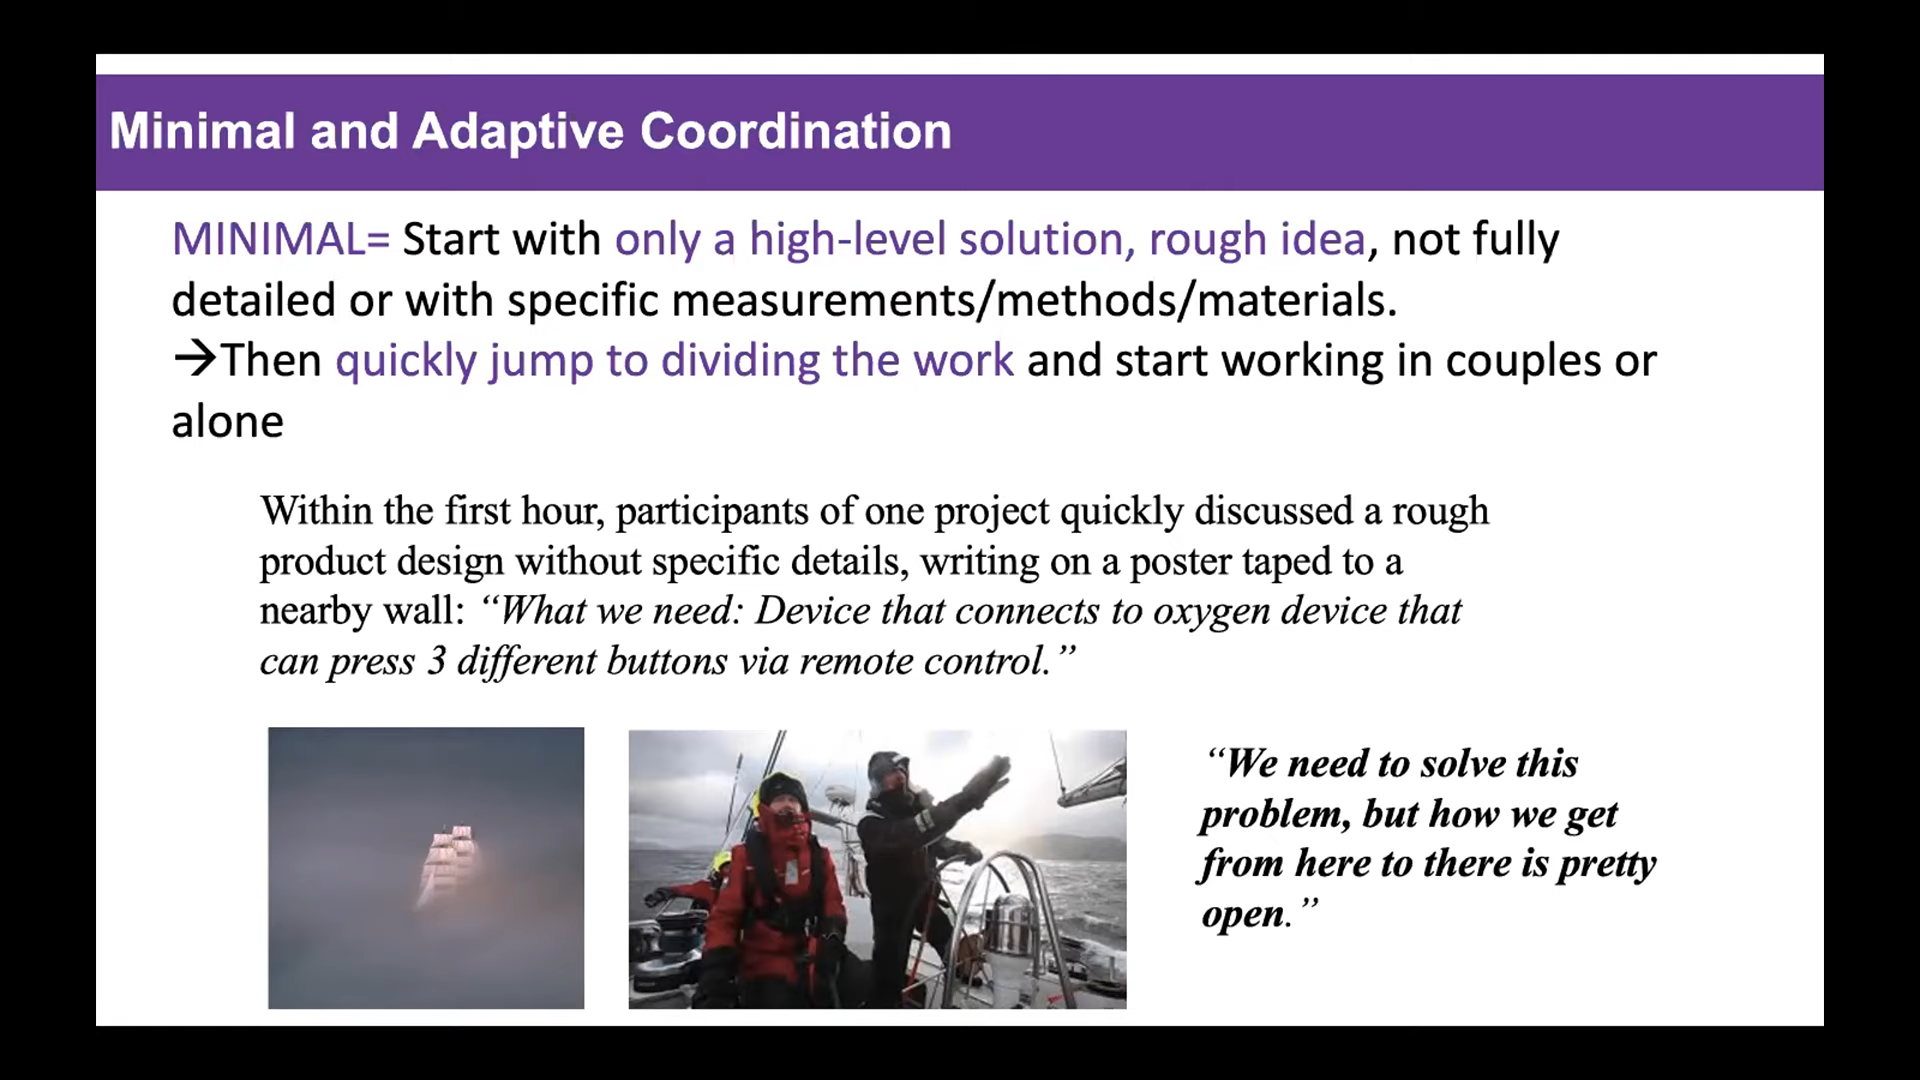 Minimal and Adaptive Coordination
MINIMAL= Start with only a high-level solution, rough idea, not fully
detailed or with specific measurements/methods/materials.
→Then quickly jump to dividing the work and start working in couples or
alone
Within the first hour, participants of one project quickly discussed a rough
product design without specific details, writing on a poster taped to a
nearby wall: “What we need: Device that connects to oxygen device that
can press 3 different buttons via remote control.”
“We need to solve this
problem, but how we get
from here to there is pretty
open.”